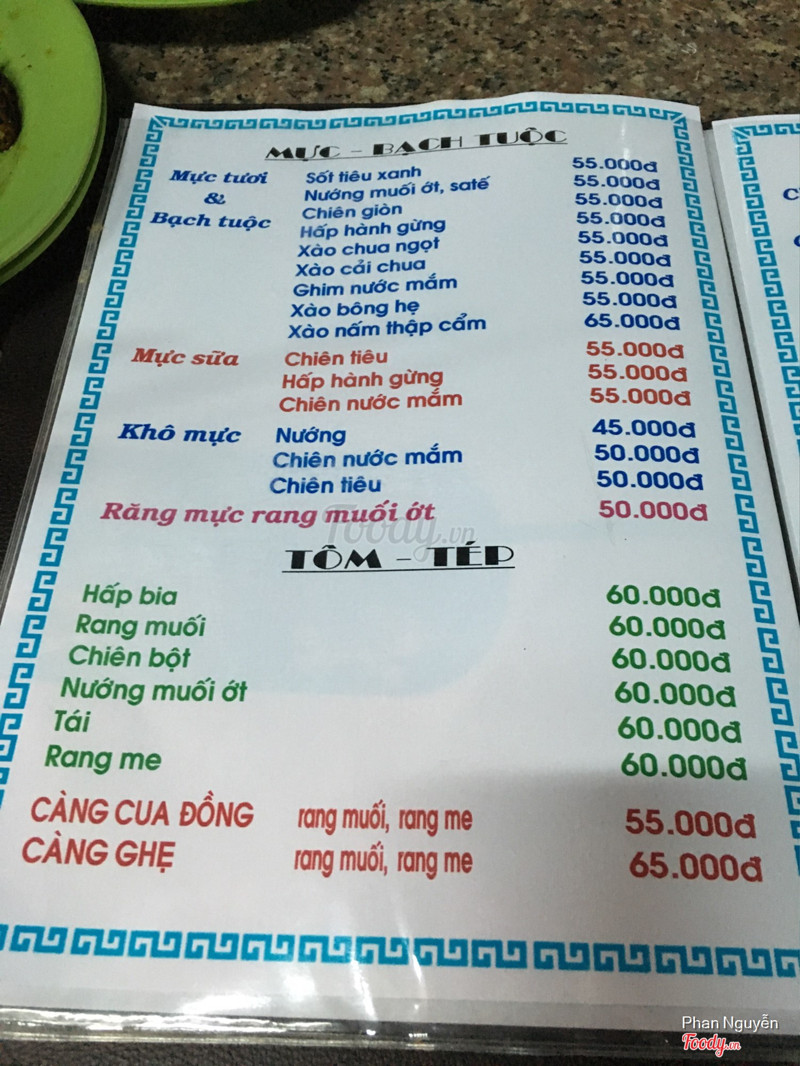 MỰC - BẠCH TUỘC
Mực tươi & Bạch tuộc
Sốt tiêu xanh 55.000đ
Nướng muối ớt, satế 55.000đ
Chiên giòn 55.000đ
Hấp hành gừng 55.000đ
Xào chua ngọt 55.000đ
Xào cải chua 55.000đ
Ghim nước mắm 55.000đ
Xào bông hẹ 55.000đ
Xào nấm thập cẩm 65.000đ
Mực sữa Chiên tiêu 55.000đ
Hấp hành gừng 55.000đ
Chiên nước mắm 55.000đ
Khô mực Nướng 45.000đ
Chiên nước mắm 50.000đ
Chiên tiêu 50.000đ
Răng mực rang muối ớt 50.000đ
TÔM - TÉP
Hấp bia 60.000đ
Rang muối 60.000đ
Chiên bột 60.000đ
Nướng muối ớt 60.000đ
Tái 60.000đ
Rang me 60.000đ
CÀNG CUA ĐỒNG rang muối, rang me 55.000đ
CÀNG GHẸ rang muối, rang me 65.000đ
Foody.vn
Phan Nguyễn
Foody.vn